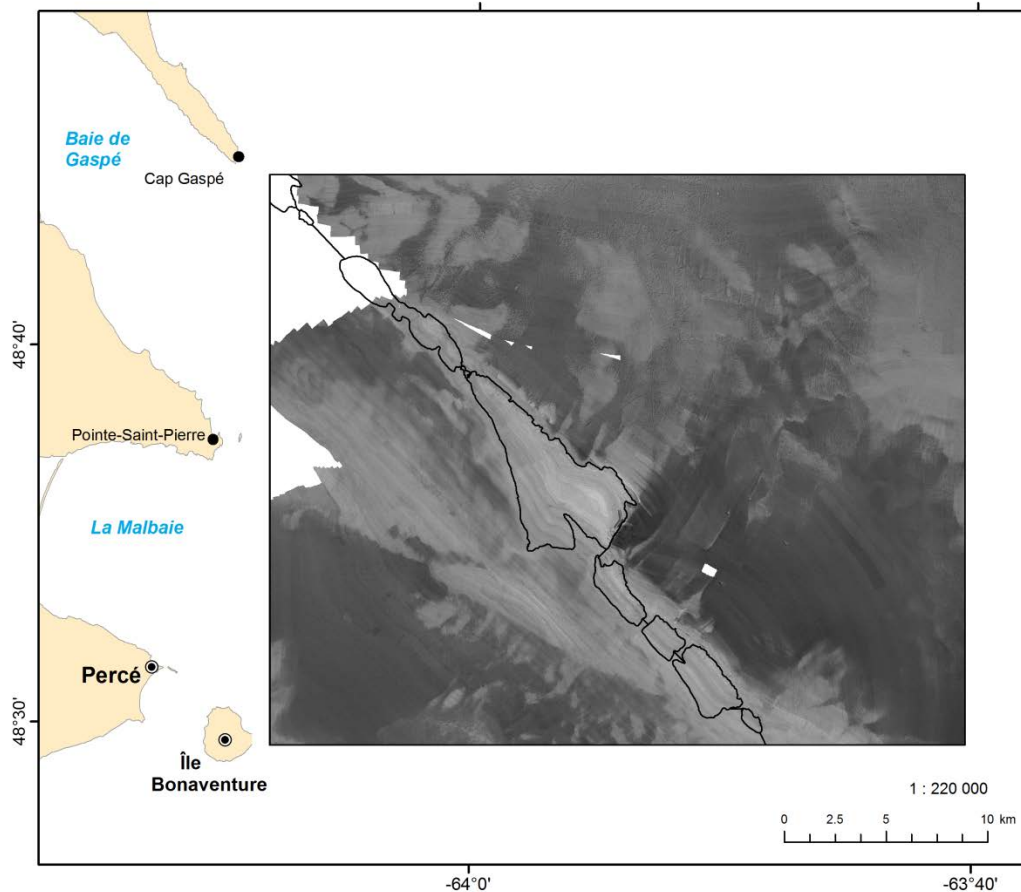 Baie de
Gaspé
Cap Gaspé
48°40'
Pointe-Saint-Pierre
La Malbaie
Percé
48°30'
Île
Bonaventure
1 : 220 000
0 2.5 5 10 km
-64°0' -63°40'